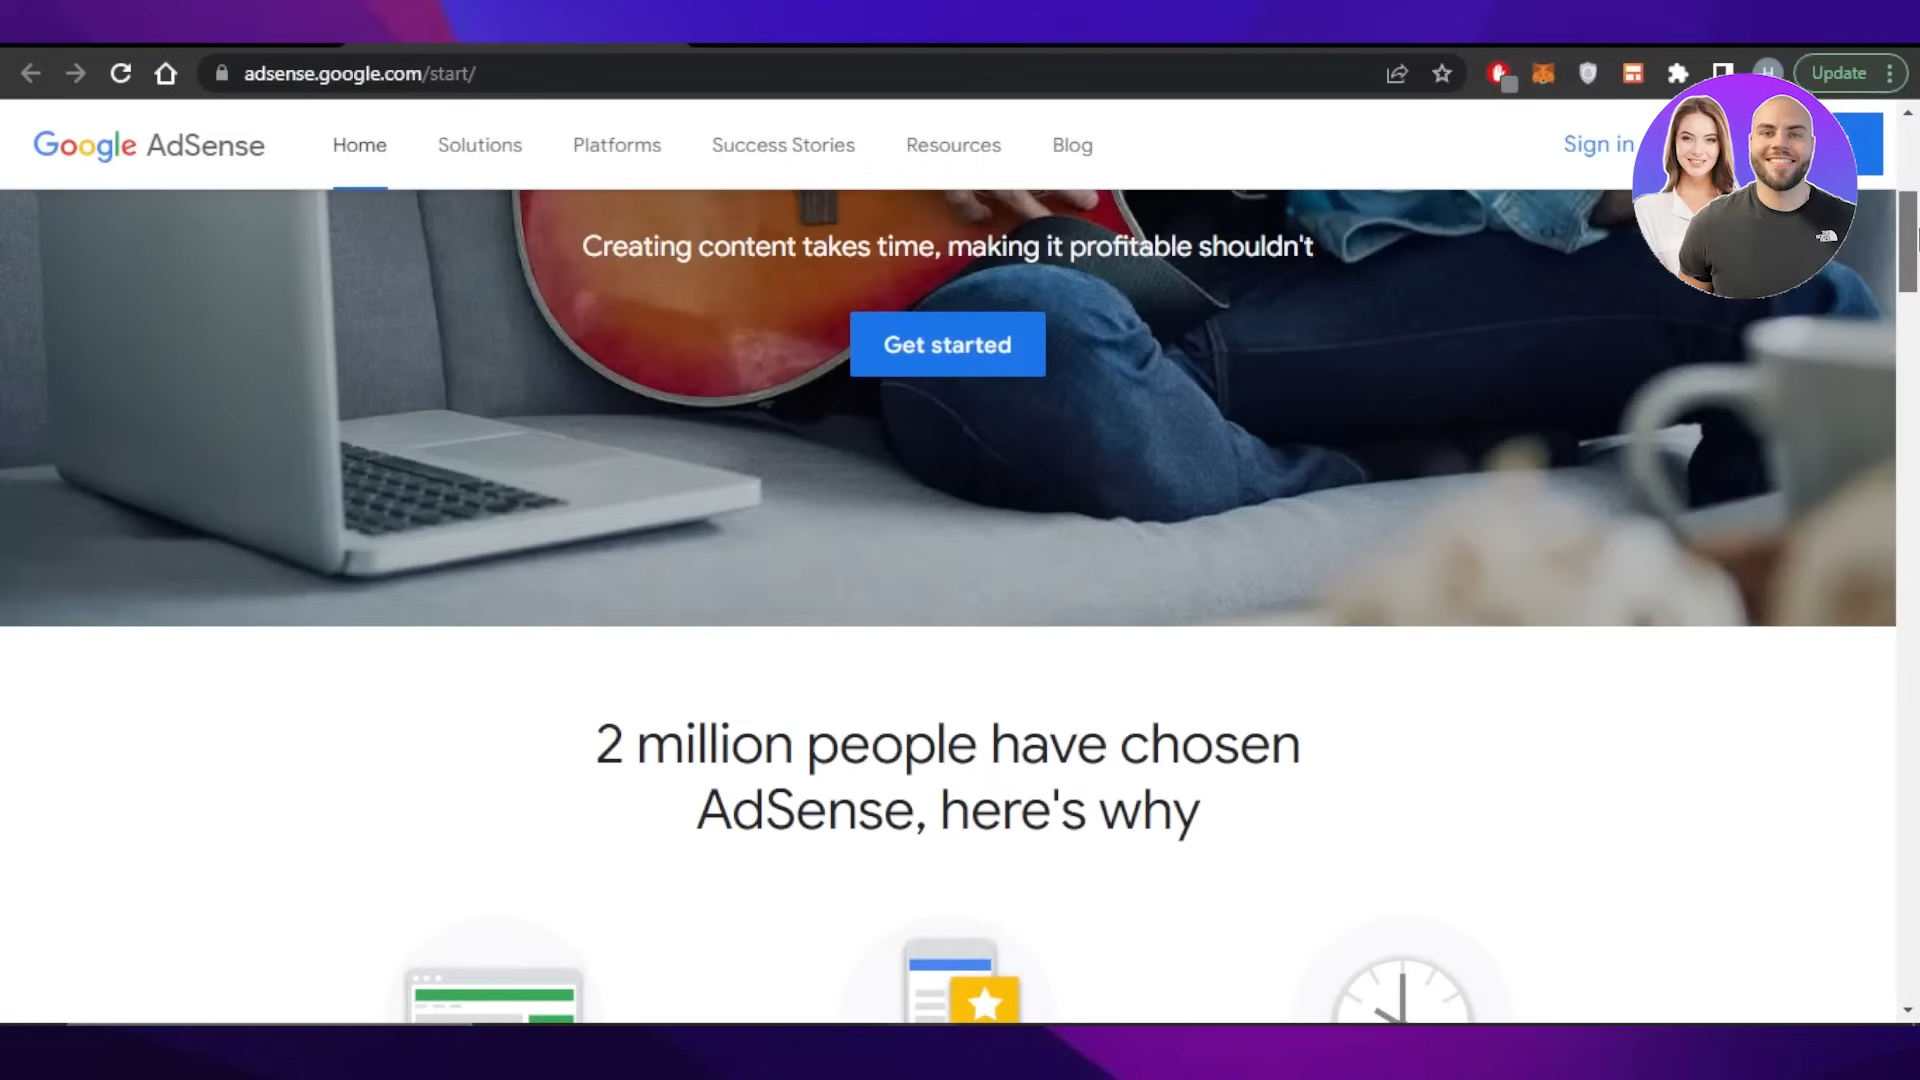 adsense.google.com/start/
Update
Google AdSense
Home
Solutions
Platforms
Success Stories
Resources
Blog
Sign in
Creating content takes time, making it profitable shouldn't
Get started
2 million people have chosen
AdSense, here's why